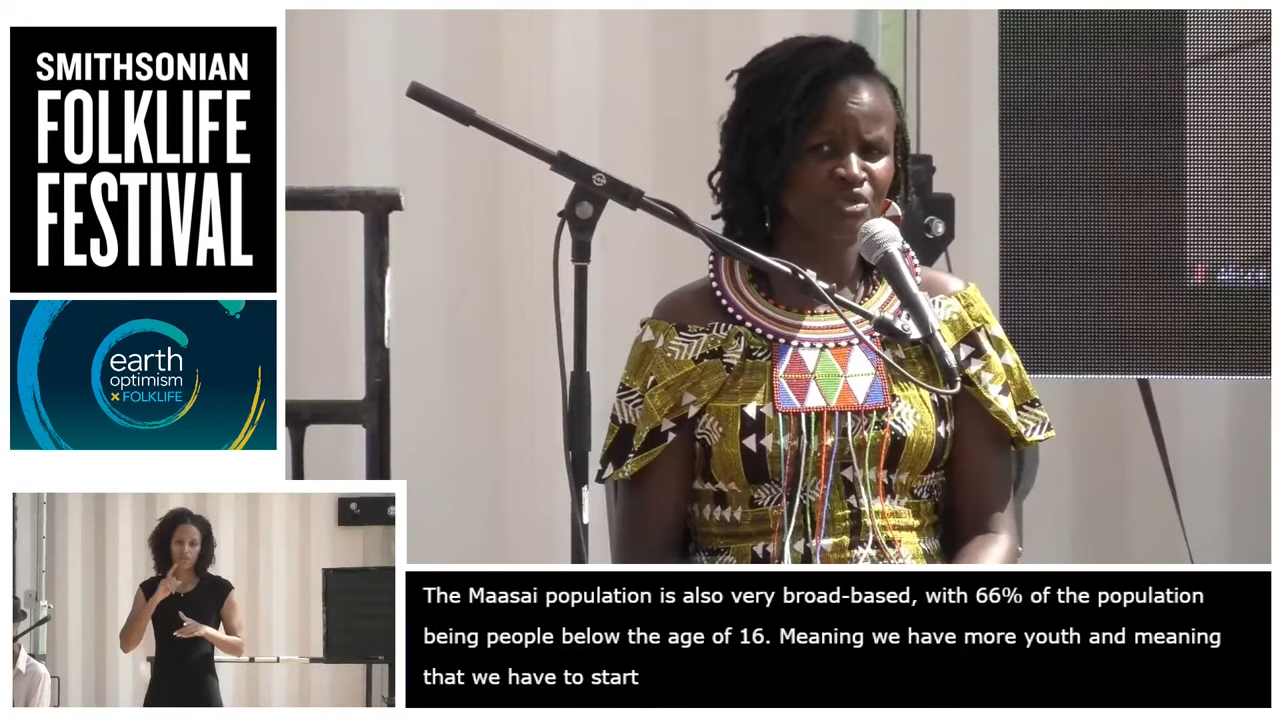 SMITHSONIAN
FOLKLIFE
FESTIVAL
earth
optimism
× FOLKLIFE
The Maasai population is also very broad-based, with 66% of the population
being people below the age of 16. Meaning we have more youth and meaning
that we have to start